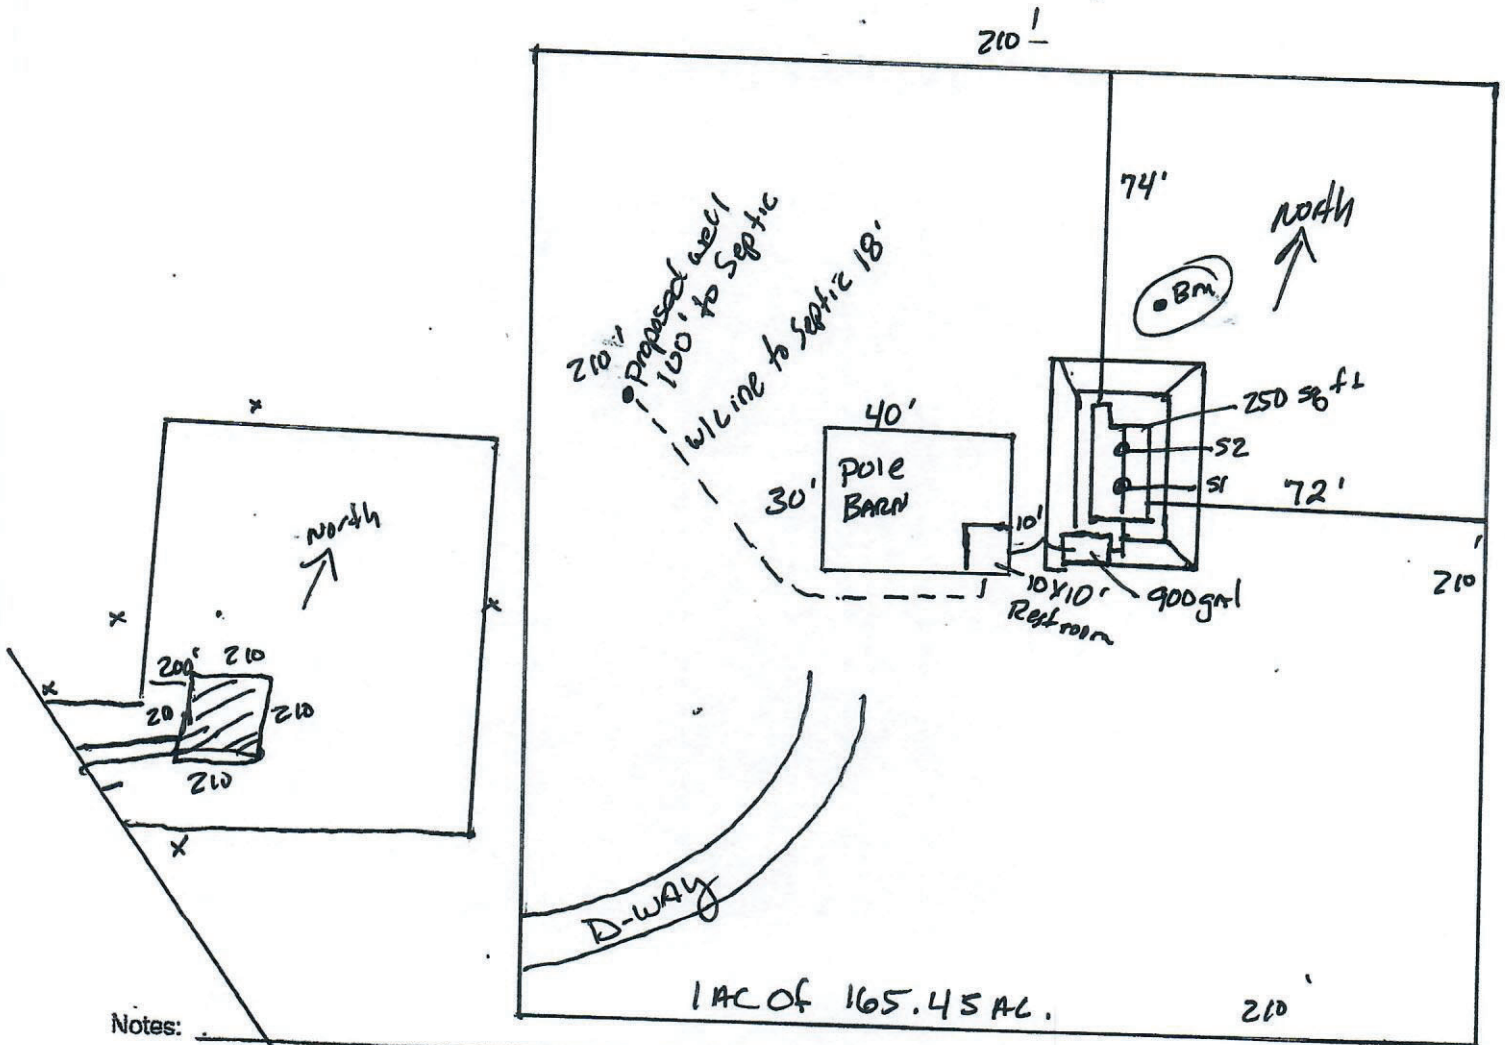 210'
74'
North
BM
210'
Proposed well
100' to Septic
w/Line to Septic 18'
40'
30'
Pole
BARN
10'
10x10'
Restroom
900 gal
250 sq ft
S2
S1
72'
210'
D-WAY
1 AC Of 165.45 AC.
210'
x
North
x
x
x
200'
210
20
210
210
x
Notes: